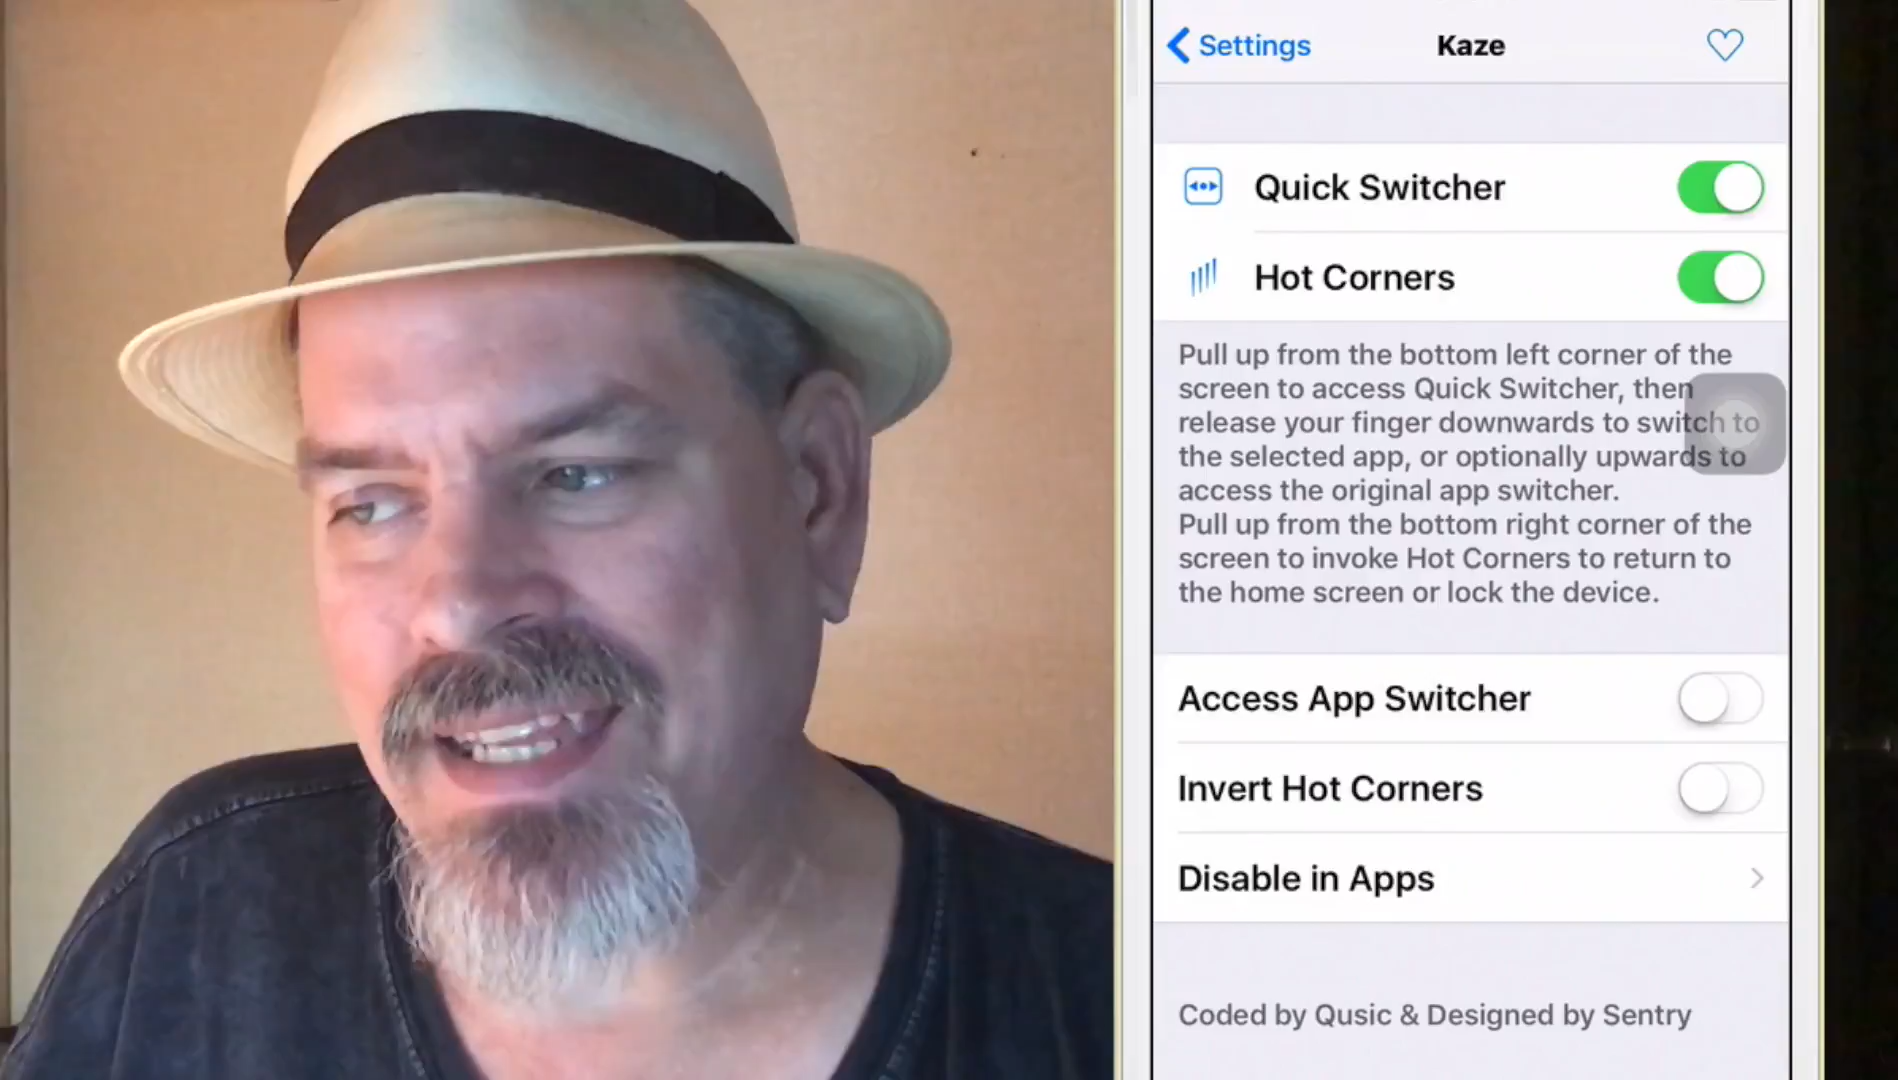 Settings
Kaze
Quick Switcher
Hot Corners
Pull up from the bottom left corner of the
screen to access Quick Switcher, then
release your finger downwards to switch to
the selected app, or optionally upwards to
access the original app switcher.
Pull up from the bottom right corner of the
screen to invoke Hot Corners to return to
the home screen or lock the device.
Access App Switcher
Invert Hot Corners
Disable in Apps
Coded by Qusic & Designed by Sentry